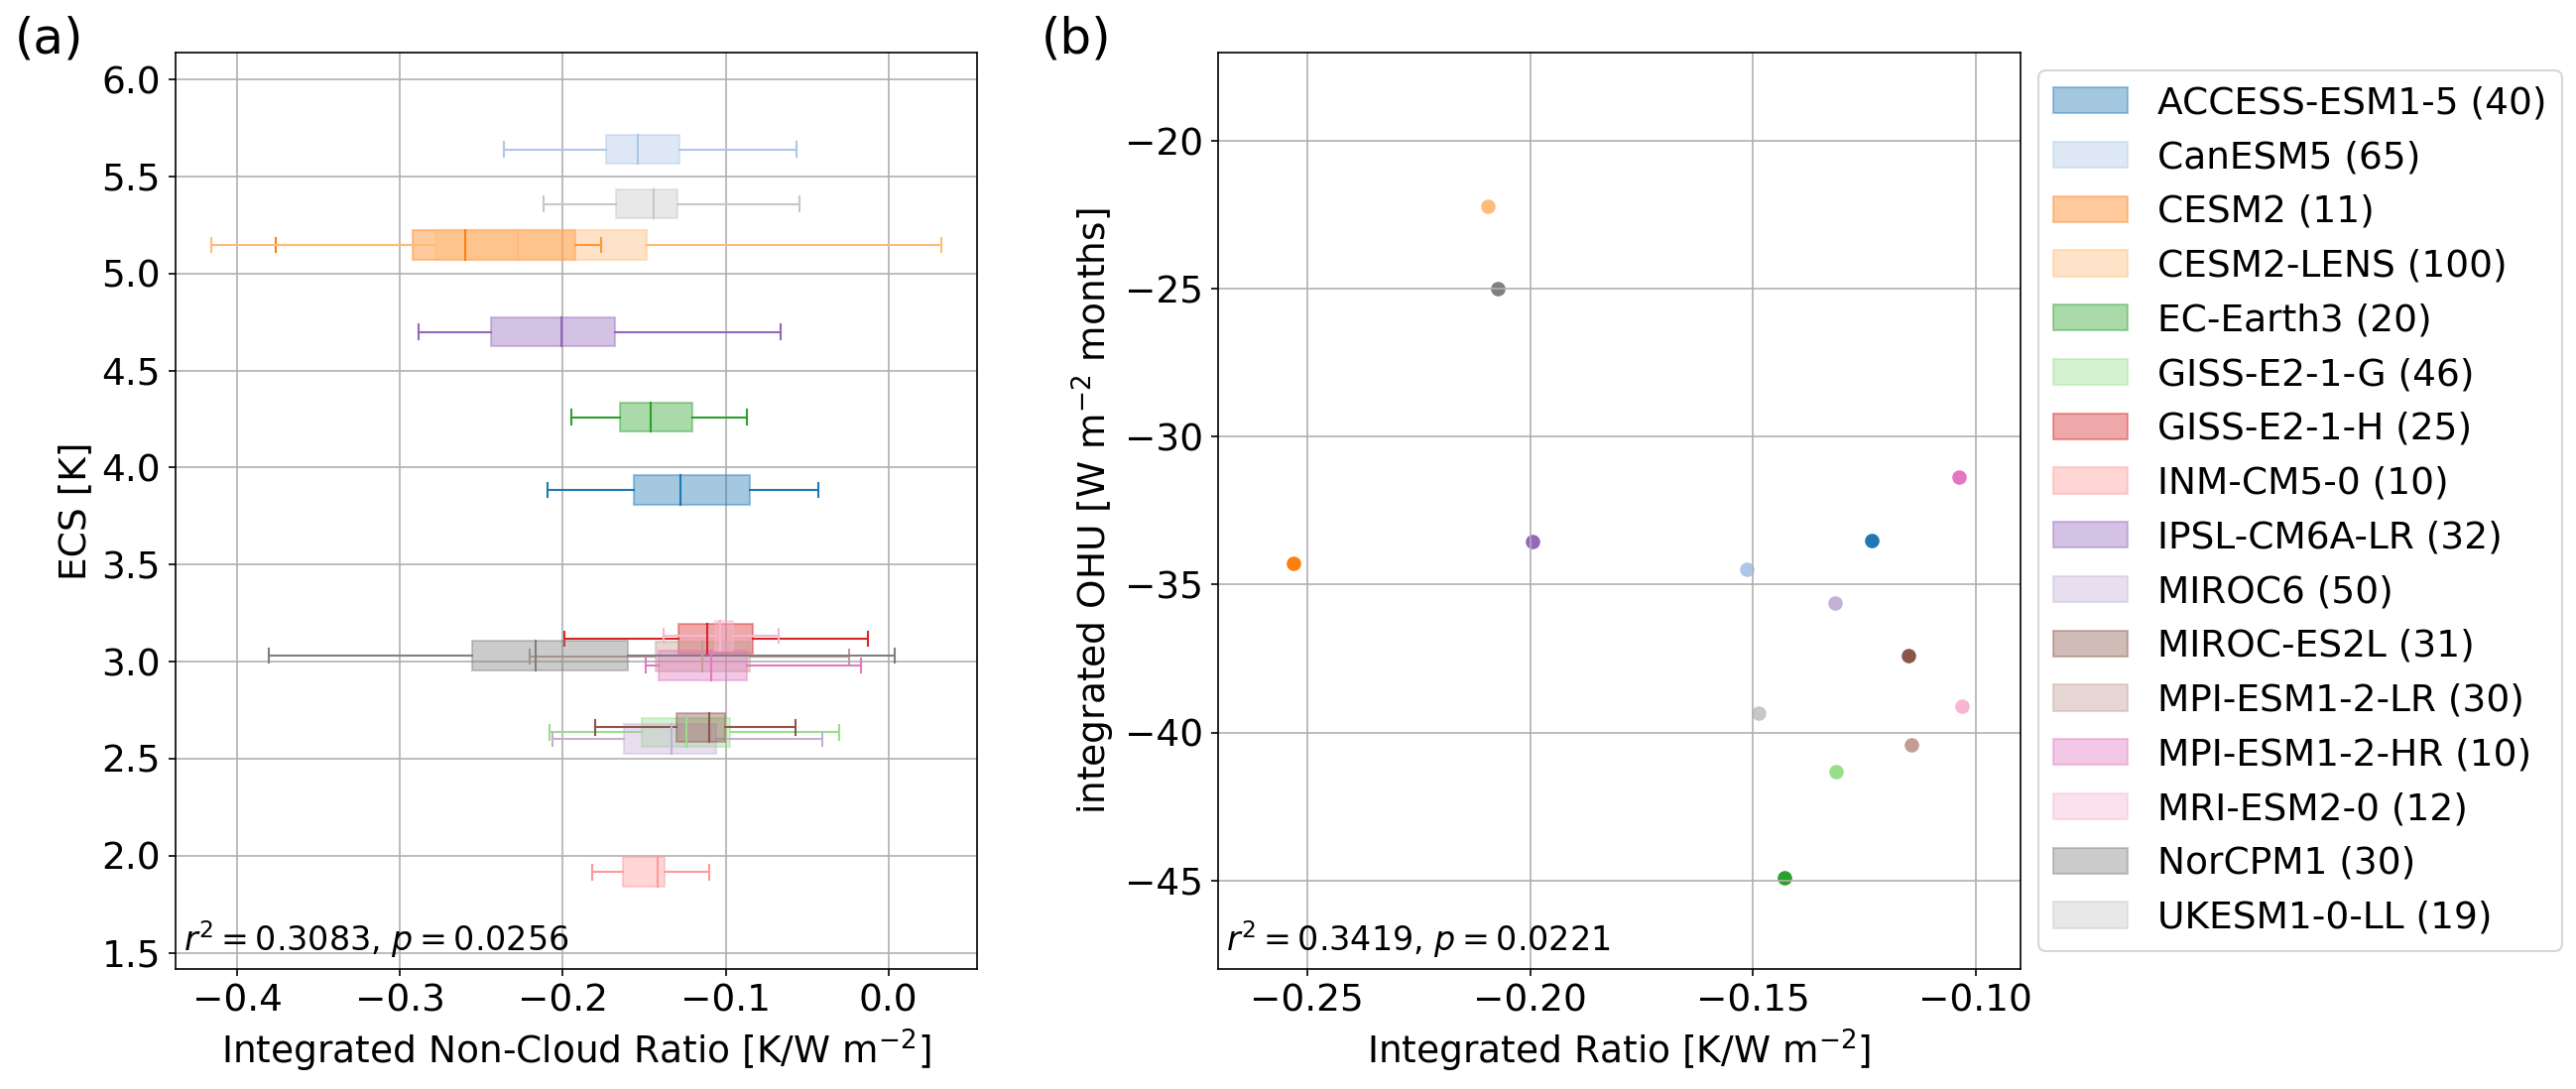 (a)
6.0
5.5
5.0
4.5
4.0
3.5
3.0
2.5
2.0
1.5
ECS [K]
r² = 0.3083, p = 0.0256
−0.4 −0.3 −0.2 −0.1 0.0
Integrated Non-Cloud Ratio [K/W m⁻²]
(b)
−20
−25
−30
−35
−40
−45
integrated OHU [W m⁻² months]
r² = 0.3419, p = 0.0221
−0.25 −0.20 −0.15 −0.10
Integrated Ratio [K/W m⁻²]
ACCESS-ESM1-5 (40)
CanESM5 (65)
CESM2 (11)
CESM2-LENS (100)
EC-Earth3 (20)
GISS-E2-1-G (46)
GISS-E2-1-H (25)
INM-CM5-0 (10)
IPSL-CM6A-LR (32)
MIROC6 (50)
MIROC-ES2L (31)
MPI-ESM1-2-LR (30)
MPI-ESM1-2-HR (10)
MRI-ESM2-0 (12)
NorCPM1 (30)
UKESM1-0-LL (19)